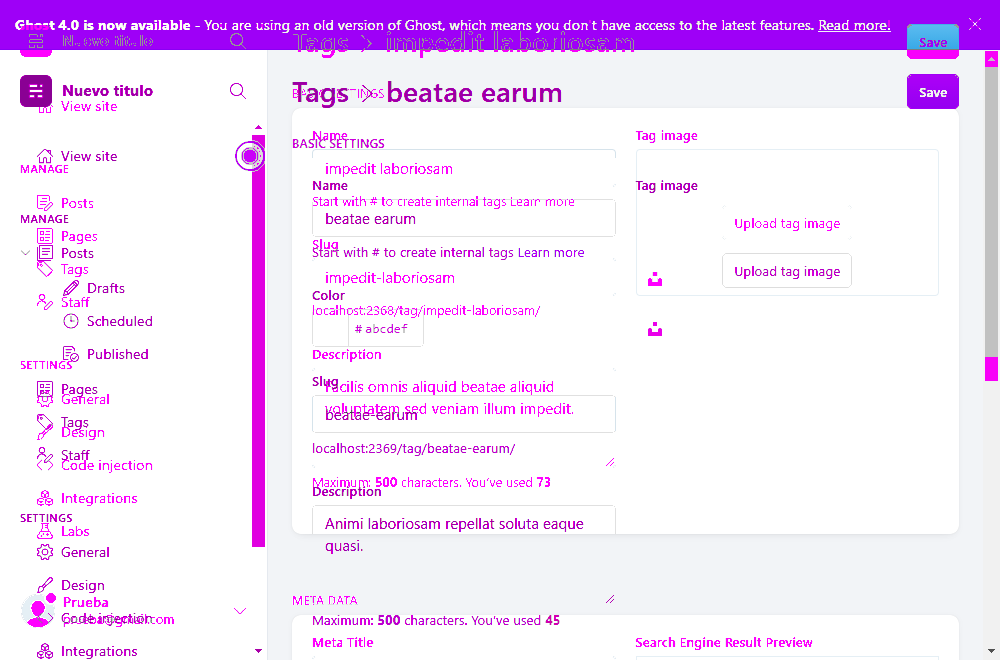 Ghost 4.0 is now available - You are using an old version of Ghost, which means you don't have access to the latest features. Read more!
Nuevo titulo
Tags > impedit laboriosam
Save
Nuevo titulo
Tags > beatae earum
Save
BASIC SETTINGS
View site
Name
Tag image
BASIC SETTINGS
View site
MANAGE
impedit laboriosam
Name
Tag image
Posts
Start with # to create internal tags Learn more
MANAGE
beatae earum
Upload tag image
Pages
Slug
Posts
Start with # to create internal tags Learn more
Tags
impedit-laboriosam
Upload tag image
Drafts
Color
Staff
localhost:2368/tag/impedit-laboriosam/
Scheduled
# abcdef
Published
Description
SETTINGS
Slug
Facilis omnis aliquid beatae aliquid
Pages
General
voluptatem sed veniam illum impedit.
beatae-earum
Tags
Design
localhost:2369/tag/beatae-earum/
Staff
Code injection
Maximum: 500 characters. You've used 73
Description
Integrations
SETTINGS
Animi laboriosam repellat soluta eaque
quasi.
Labs
General
Design
META DATA
Prueba
Code injection
prueba@gmail.com
Maximum: 500 characters. You've used 45
Meta Title
Search Engine Result Preview
Integrations